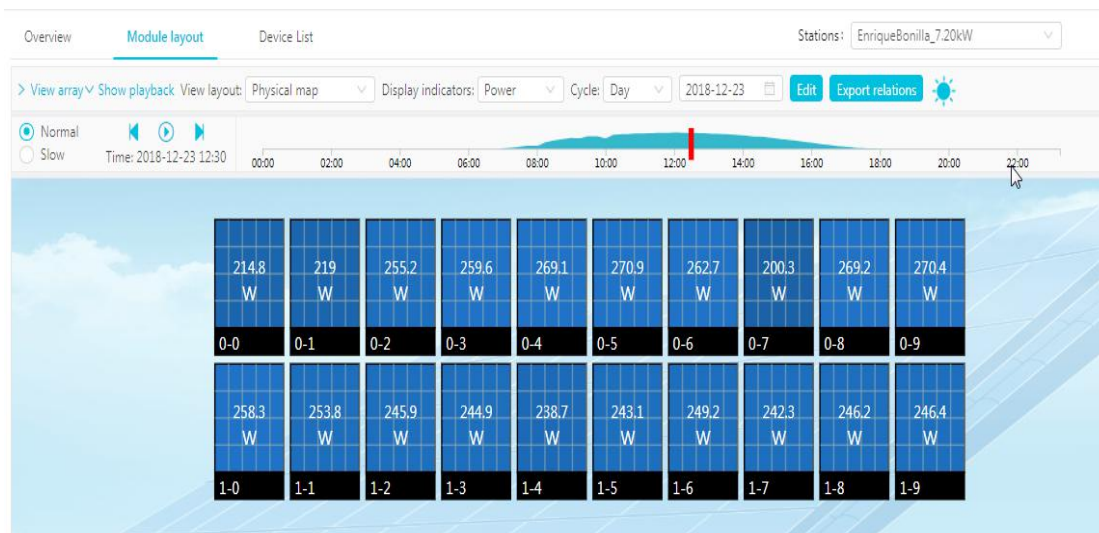 Overview Module layout Device List Stations: EnriqueBonilla_7.20kW
View array Show playback View layout: Physical map Display indicators: Power Cycle: Day 2018-12-23 Edit Export relations
Normal
Slow Time: 2018-12-23 12:30
00:00 02:00 04:00 06:00 08:00 10:00 12:00 14:00 16:00 18:00 20:00 22:00
214.8 219 255.2 259.6 269.1 270.9 262.7 200.3 269.2 270.4
W W W W W W W W W W
0-0 0-1 0-2 0-3 0-4 0-5 0-6 0-7 0-8 0-9
258.3 253.8 245.9 244.9 238.7 243.1 249.2 242.3 246.2 246.4
W W W W W W W W W W
1-0 1-1 1-2 1-3 1-4 1-5 1-6 1-7 1-8 1-9